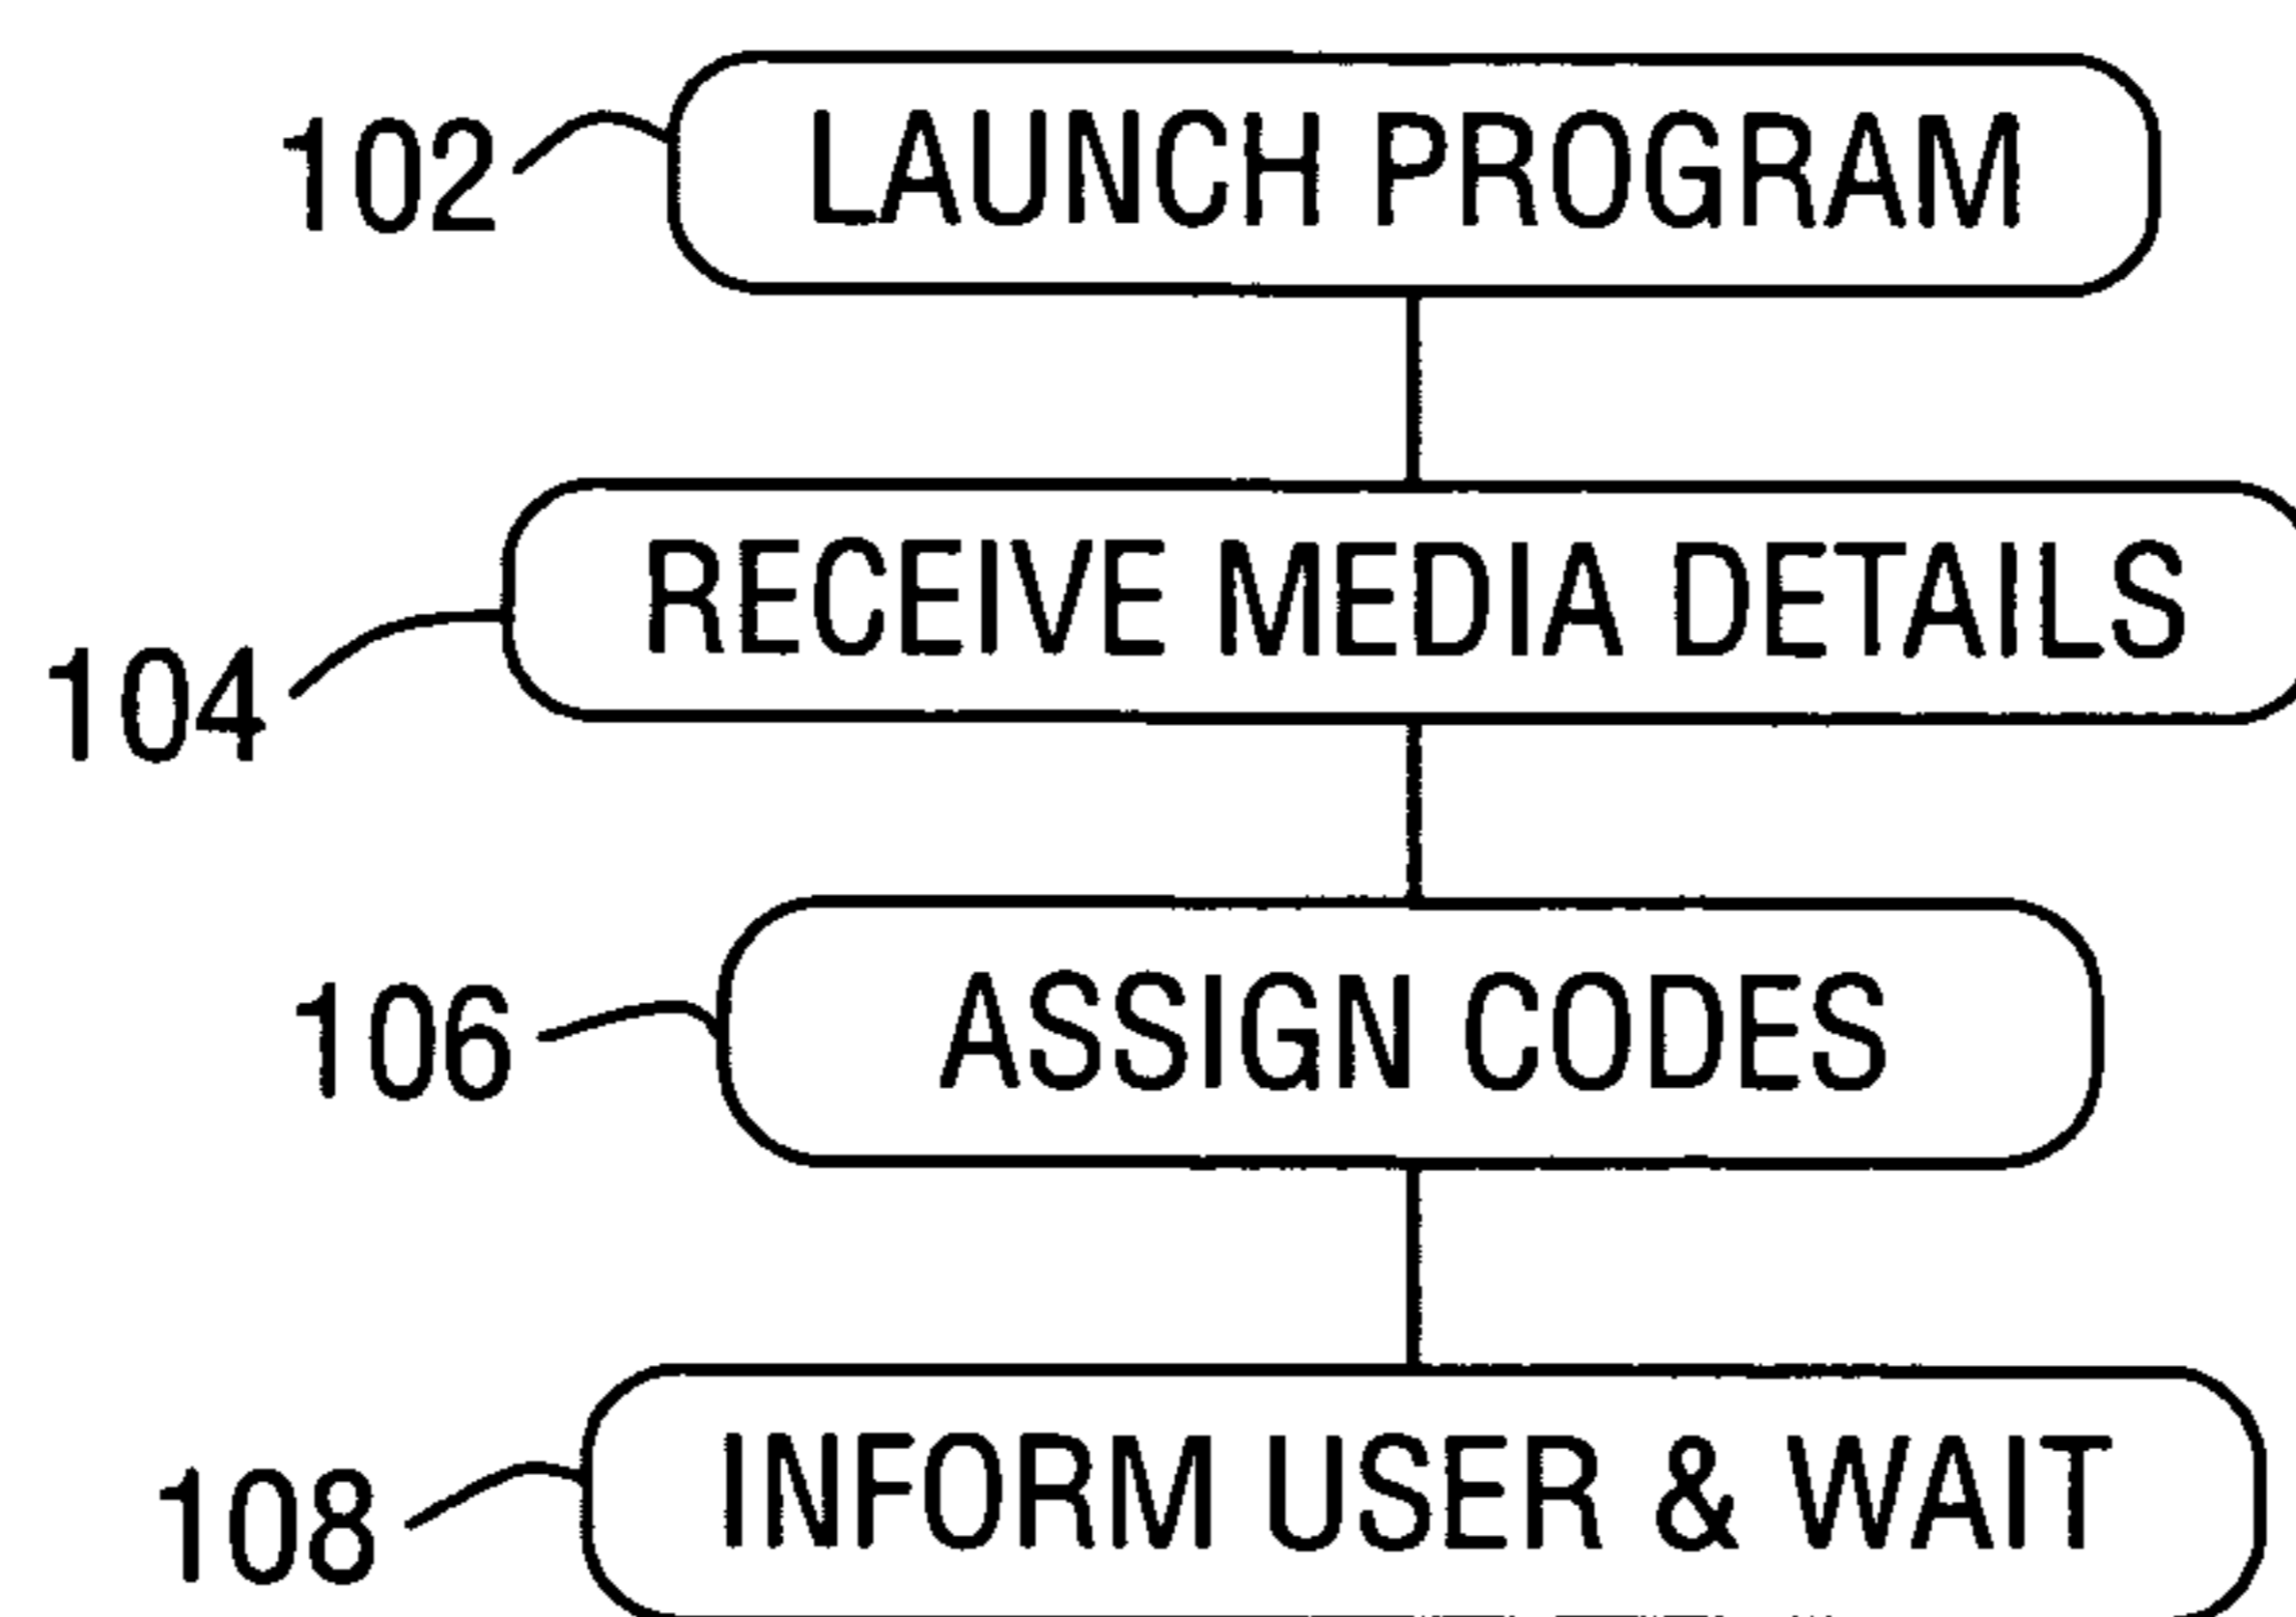 102 LAUNCH PROGRAM
104 RECEIVE MEDIA DETAILS
106 ASSIGN CODES
108 INFORM USER & WAIT